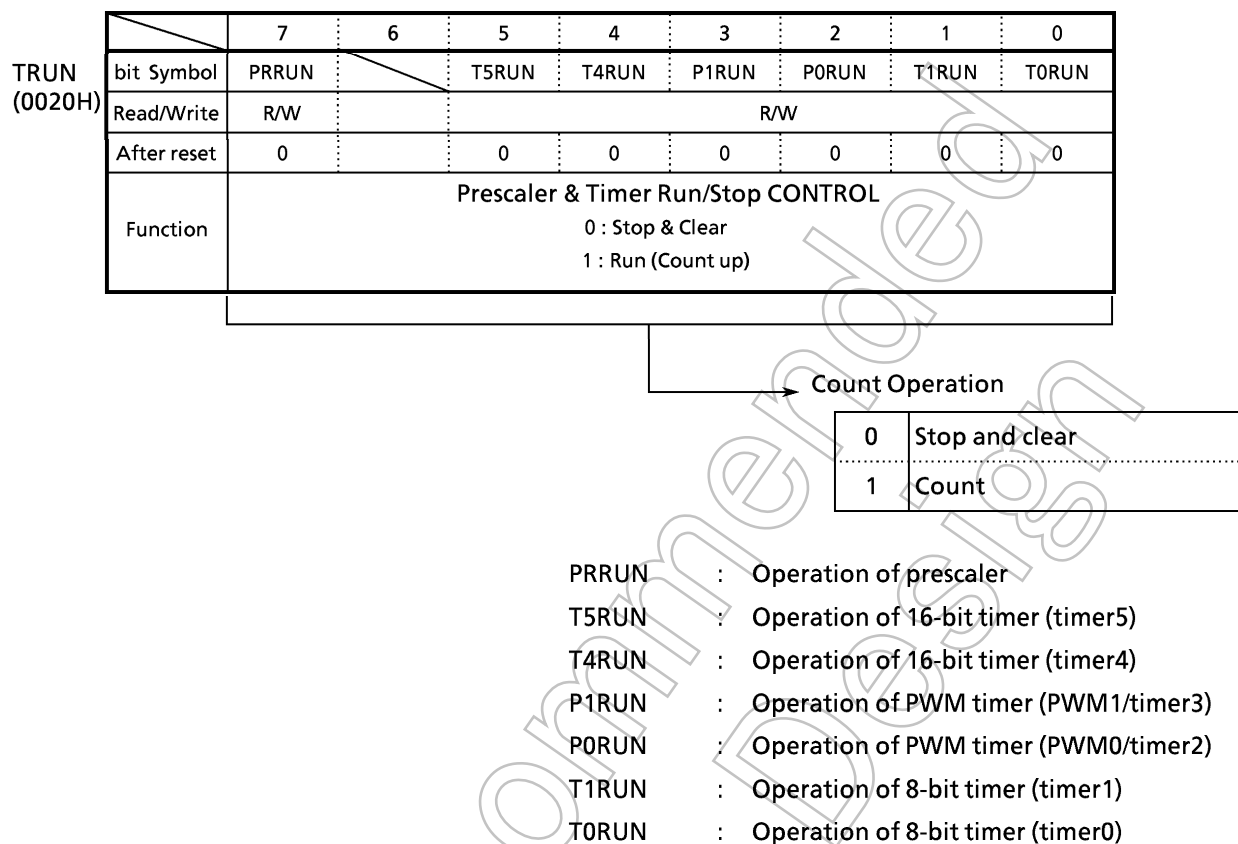 7 6 5 4 3 2 1 0
TRUN
(0020H)
bit Symbol PRRUN T5RUN T4RUN P1RUN P0RUN T1RUN T0RUN
Read/Write R/W R/W
After reset 0 0 0 0 0 0 0
Function
Prescaler & Timer Run/Stop CONTROL
0 : Stop & Clear
1 : Run (Count up)
Count Operation
0 Stop and clear
1 Count
PRRUN : Operation of prescaler
T5RUN : Operation of 16-bit timer (timer5)
T4RUN : Operation of 16-bit timer (timer4)
P1RUN : Operation of PWM timer (PWM1/timer3)
P0RUN : Operation of PWM timer (PWM0/timer2)
T1RUN : Operation of 8-bit timer (timer1)
T0RUN : Operation of 8-bit timer (timer0)
ommended
Design